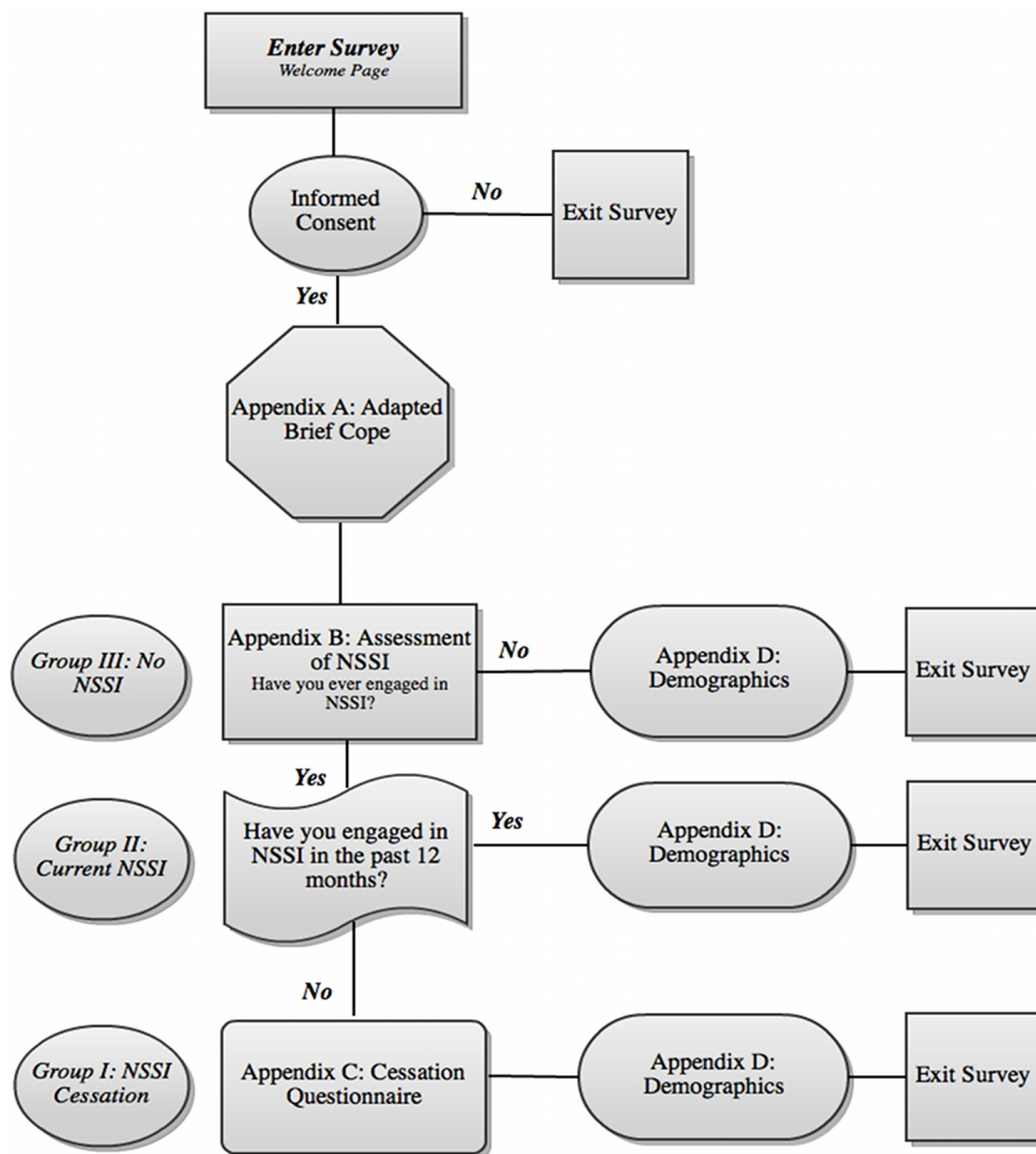 Enter Survey
Welcome Page
Informed
Consent
No
Exit Survey
Yes
Appendix A: Adapted
Brief Cope
Group III: No
NSSI
Appendix B: Assessment
of NSSI
Have you ever engaged in
NSSI?
No
Appendix D:
Demographics
Exit Survey
Yes
Group II:
Current NSSI
Have you engaged in
NSSI in the past 12
months?
Yes
Appendix D:
Demographics
Exit Survey
No
Group I: NSSI
Cessation
Appendix C: Cessation
Questionnaire
Appendix D:
Demographics
Exit Survey